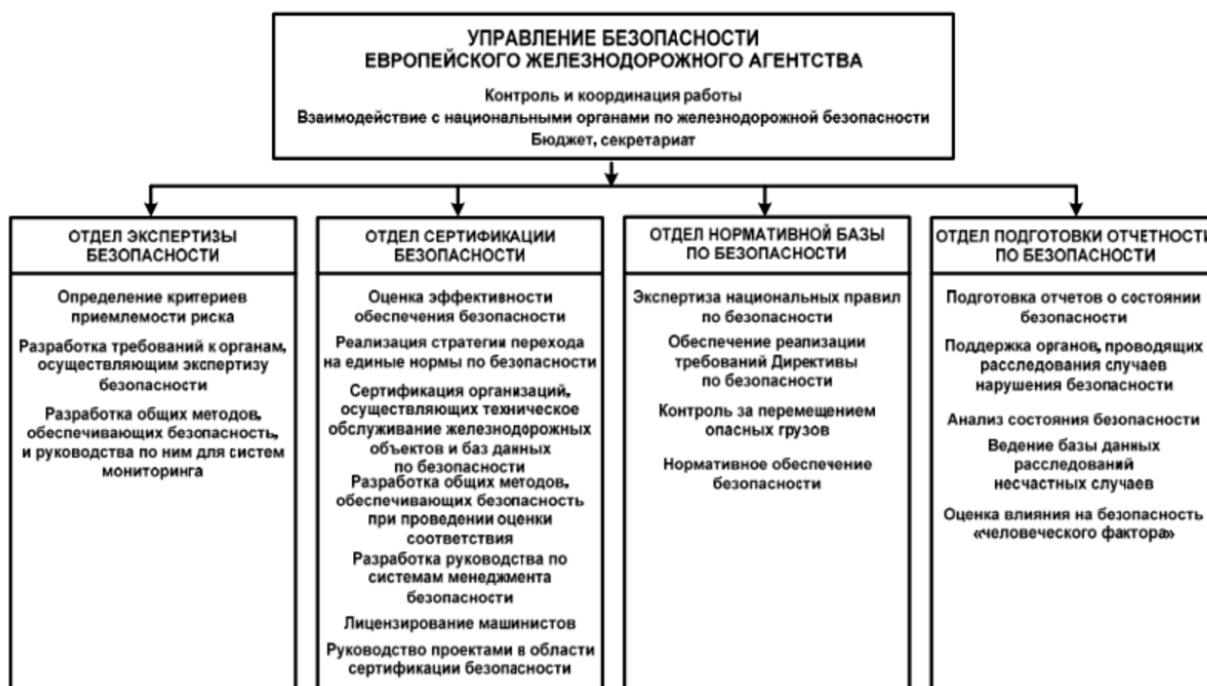 УПРАВЛЕНИЕ БЕЗОПАСНОСТИ
ЕВРОПЕЙСКОГО ЖЕЛЕЗНОДОРОЖНОГО АГЕНТСТВА
Контроль и координация работы
Взаимодействие с национальными органами по железнодорожной безопасности
Бюджет, секретариат
ОТДЕЛ ЭКСПЕРТИЗЫ
БЕЗОПАСНОСТИ
Определение критериев
приемлемости риска
Разработка требований к органам,
осуществляющим экспертизу
безопасности
Разработка общих методов,
обеспечивающих безопасность,
и руководства по ним для систем
мониторинга
ОТДЕЛ СЕРТИФИКАЦИИ
БЕЗОПАСНОСТИ
Оценка эффективности
обеспечения безопасности
Реализация стратегии перехода
на единые нормы по безопасности
Сертификация организаций,
осуществляющих техническое
обслуживание железнодорожных
объектов и баз данных
по безопасности
Разработка общих методов,
обеспечивающих безопасность
при проведении оценки
соответствия
Разработка руководства по
системам менеджмента
безопасности
Лицензирование машинистов
Руководство проектами в области
сертификации безопасности
ОТДЕЛ НОРМАТИВНОЙ БАЗЫ
ПО БЕЗОПАСНОСТИ
Экспертиза национальных правил
по безопасности
Обеспечение реализации
требований Директивы
по безопасности
Контроль за перемещением
опасных грузов
Нормативное обеспечение
безопасности
ОТДЕЛ ПОДГОТОВКИ ОТЧЕТНОСТИ
ПО БЕЗОПАСНОСТИ
Подготовка отчетов о состоянии
безопасности
Поддержка органов, проводящих
расследования случаев
нарушения безопасности
Анализ состояния безопасности
Ведение базы данных
расследований
несчастных случаев
Оценка влияния на безопасность
«человеческого фактора»